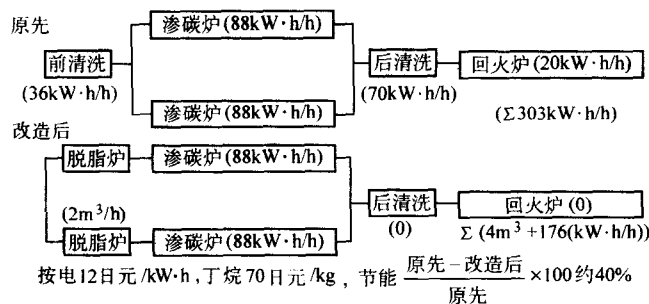 原先
渗碳炉(88kW·h/h)
前清洗
(36kW·h/h)
渗碳炉(88kW·h/h)
后清洗
(70kW·h/h)
回火炉(20kW·h/h)
(Σ303kW·h/h)
改造后
脱脂炉
渗碳炉(88kW·h/h)
(2m³/h)
脱脂炉
渗碳炉(88kW·h/h)
后清洗
(0)
回火炉(0)
Σ(4m³+176(kW·h/h))
按电12日元/kW·h,丁烷70日元/kg,节能 原先-改造后/原先 ×100约40%